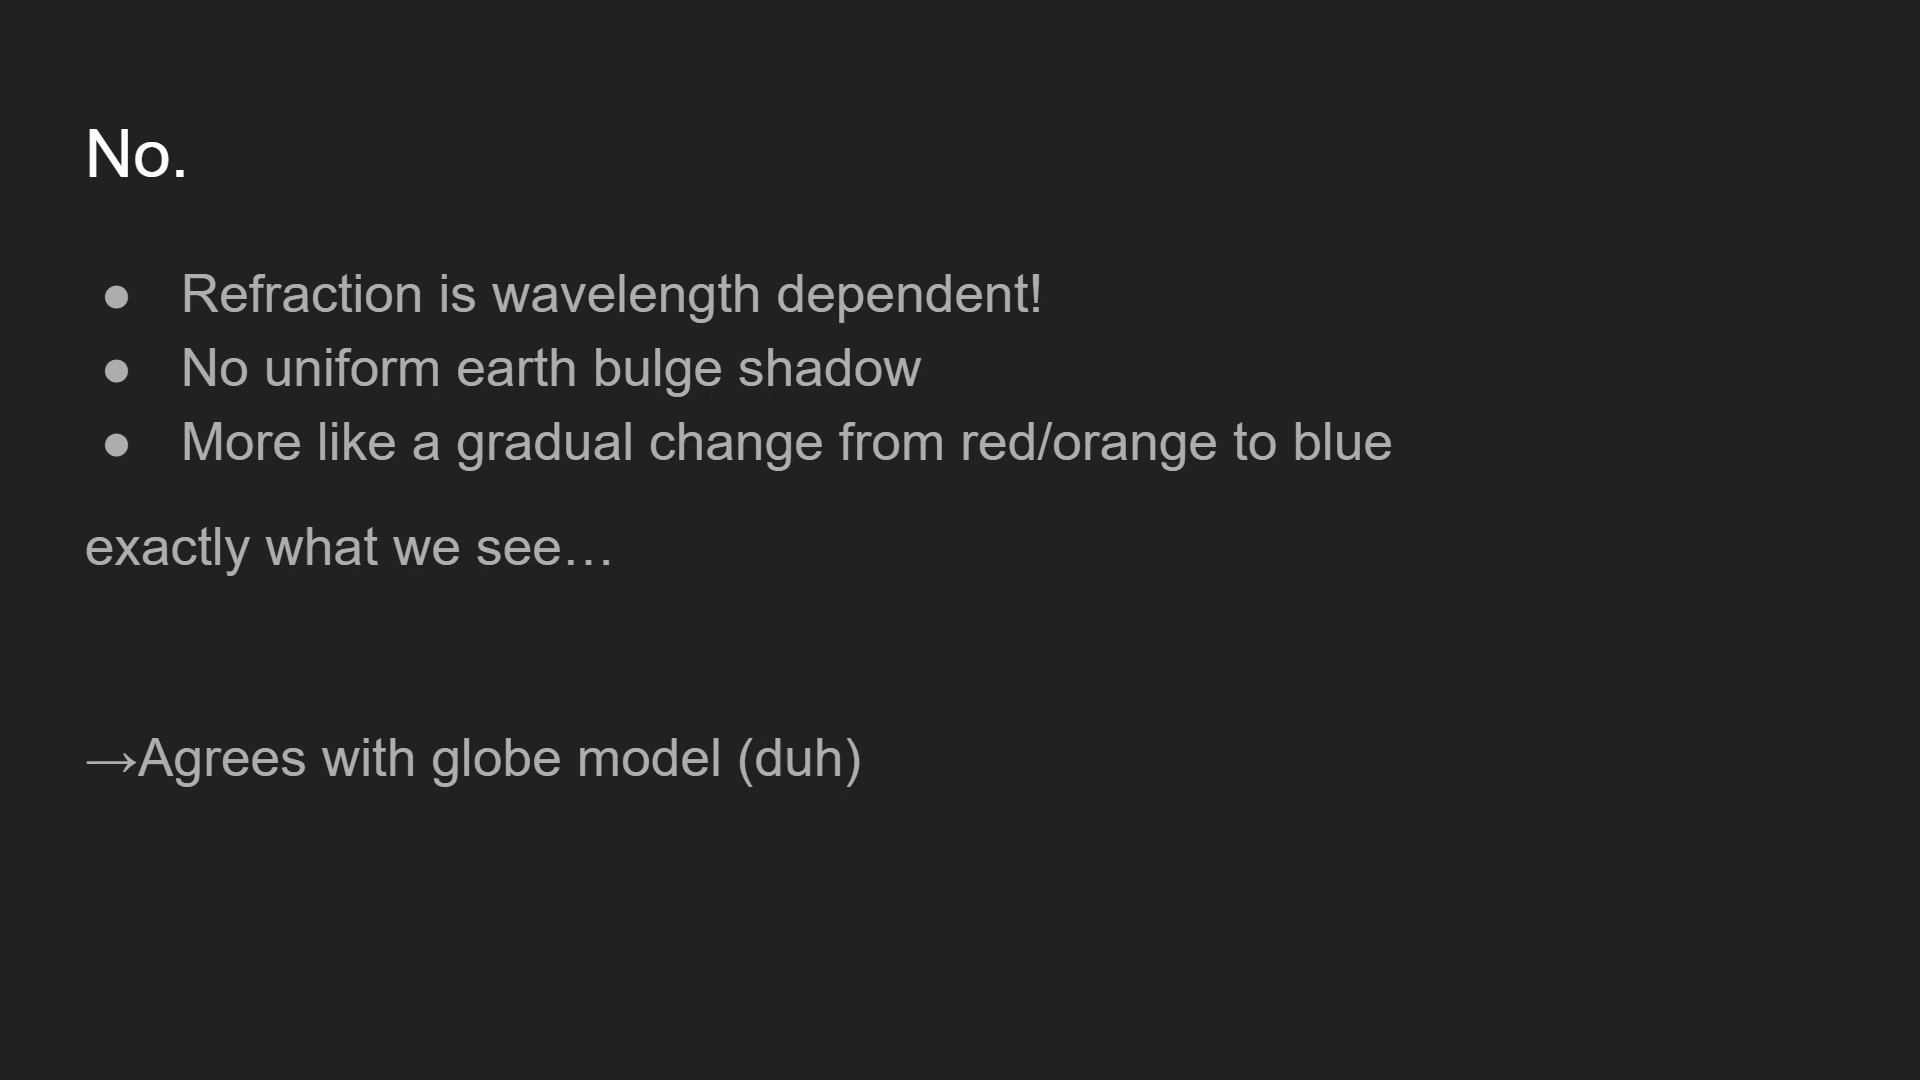 No.
● Refraction is wavelength dependent!
● No uniform earth bulge shadow
● More like a gradual change from red/orange to blue
exactly what we see…
→Agrees with globe model (duh)